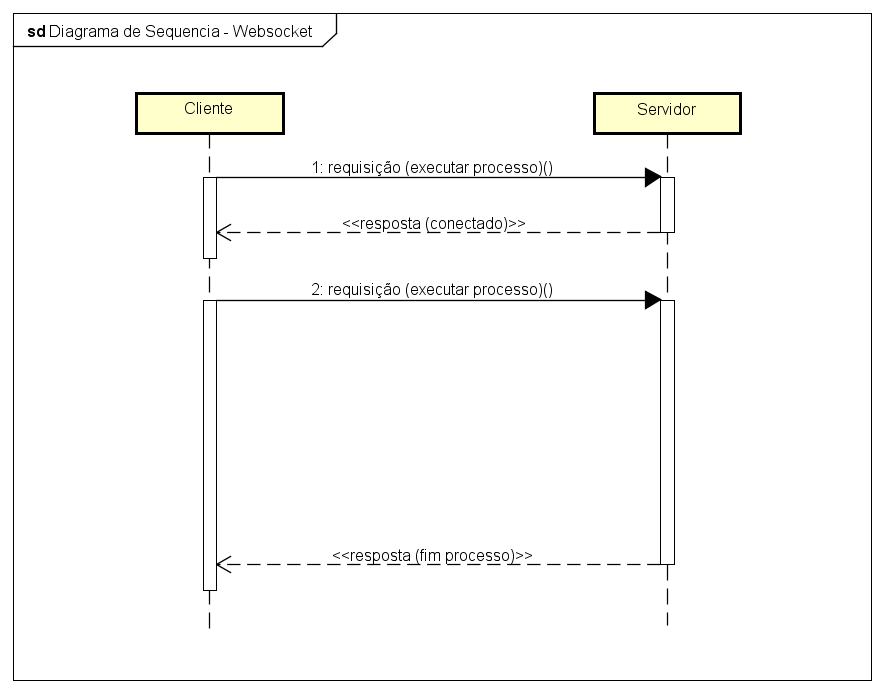 sd Diagrama de Sequencia - Websocket
Cliente
Servidor
1: requisição (executar processo)()
<<resposta (conectado)>>
2: requisição (executar processo)()
<<resposta (fim processo)>>